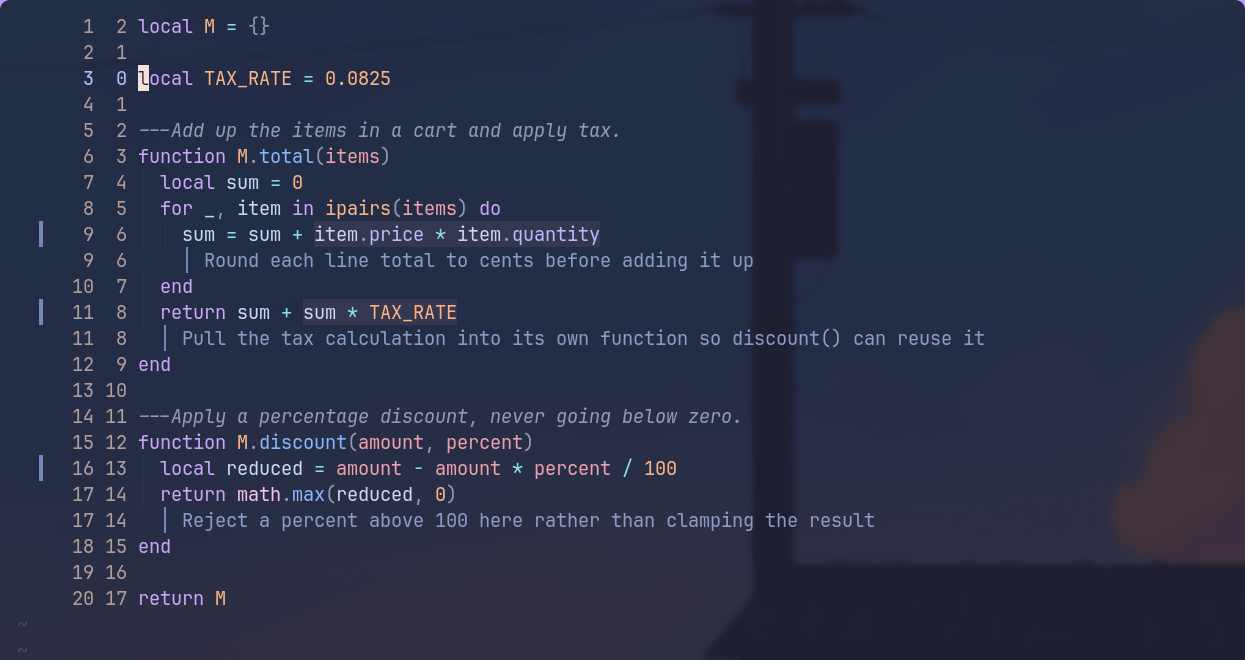 1 2 local M = {}
2 1
3 0 local TAX_RATE = 0.0825
4 1
5 2 ---Add up the items in a cart and apply tax.
6 3 function M.total(items)
7 4   local sum = 0
8 5   for _, item in ipairs(items) do
9 6     sum = sum + item.price * item.quantity
9 6     Round each line total to cents before adding it up
10 7   end
11 8   return sum + sum * TAX_RATE
11 8   Pull the tax calculation into its own function so discount() can reuse it
12 9 end
13 10
14 11 ---Apply a percentage discount, never going below zero.
15 12 function M.discount(amount, percent)
16 13   local reduced = amount - amount * percent / 100
17 14   return math.max(reduced, 0)
17 14   Reject a percent above 100 here rather than clamping the result
18 15 end
19 16
20 17 return M
~
~